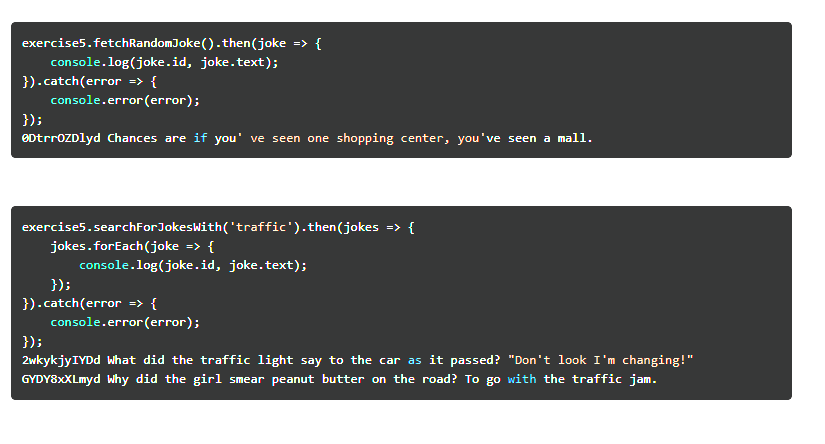 exercise5.fetchRandomJoke().then(joke => {
    console.log(joke.id, joke.text);
}).catch(error => {
    console.error(error);
});
0DtrrOZDlyd Chances are if you' ve seen one shopping center, you've seen a mall.
exercise5.searchForJokesWith('traffic').then(jokes => {
    jokes.forEach(joke => {
        console.log(joke.id, joke.text);
    });
}).catch(error => {
    console.error(error);
});
2wkykjyIYDd What did the traffic light say to the car as it passed? "Don't look I'm changing!"
GYDY8xXLmyd Why did the girl smear peanut butter on the road? To go with the traffic jam.